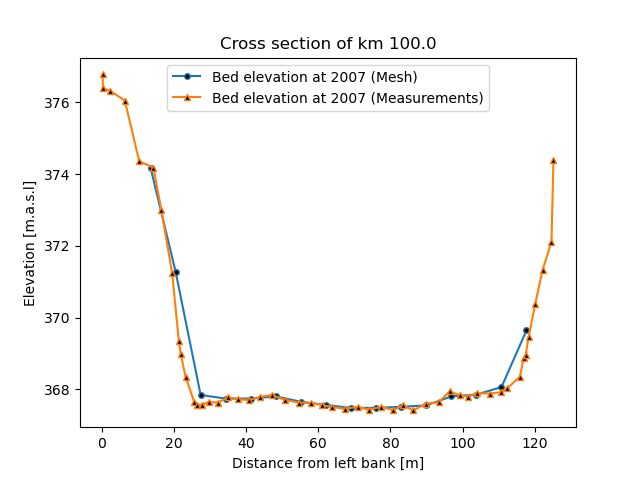 Cross section of km 100.0
Bed elevation at 2007 (Mesh)
Bed elevation at 2007 (Measurements)
Elevation [m.a.s.l]
376
374
372
370
368
0 20 40 60 80 100 120
Distance from left bank [m]